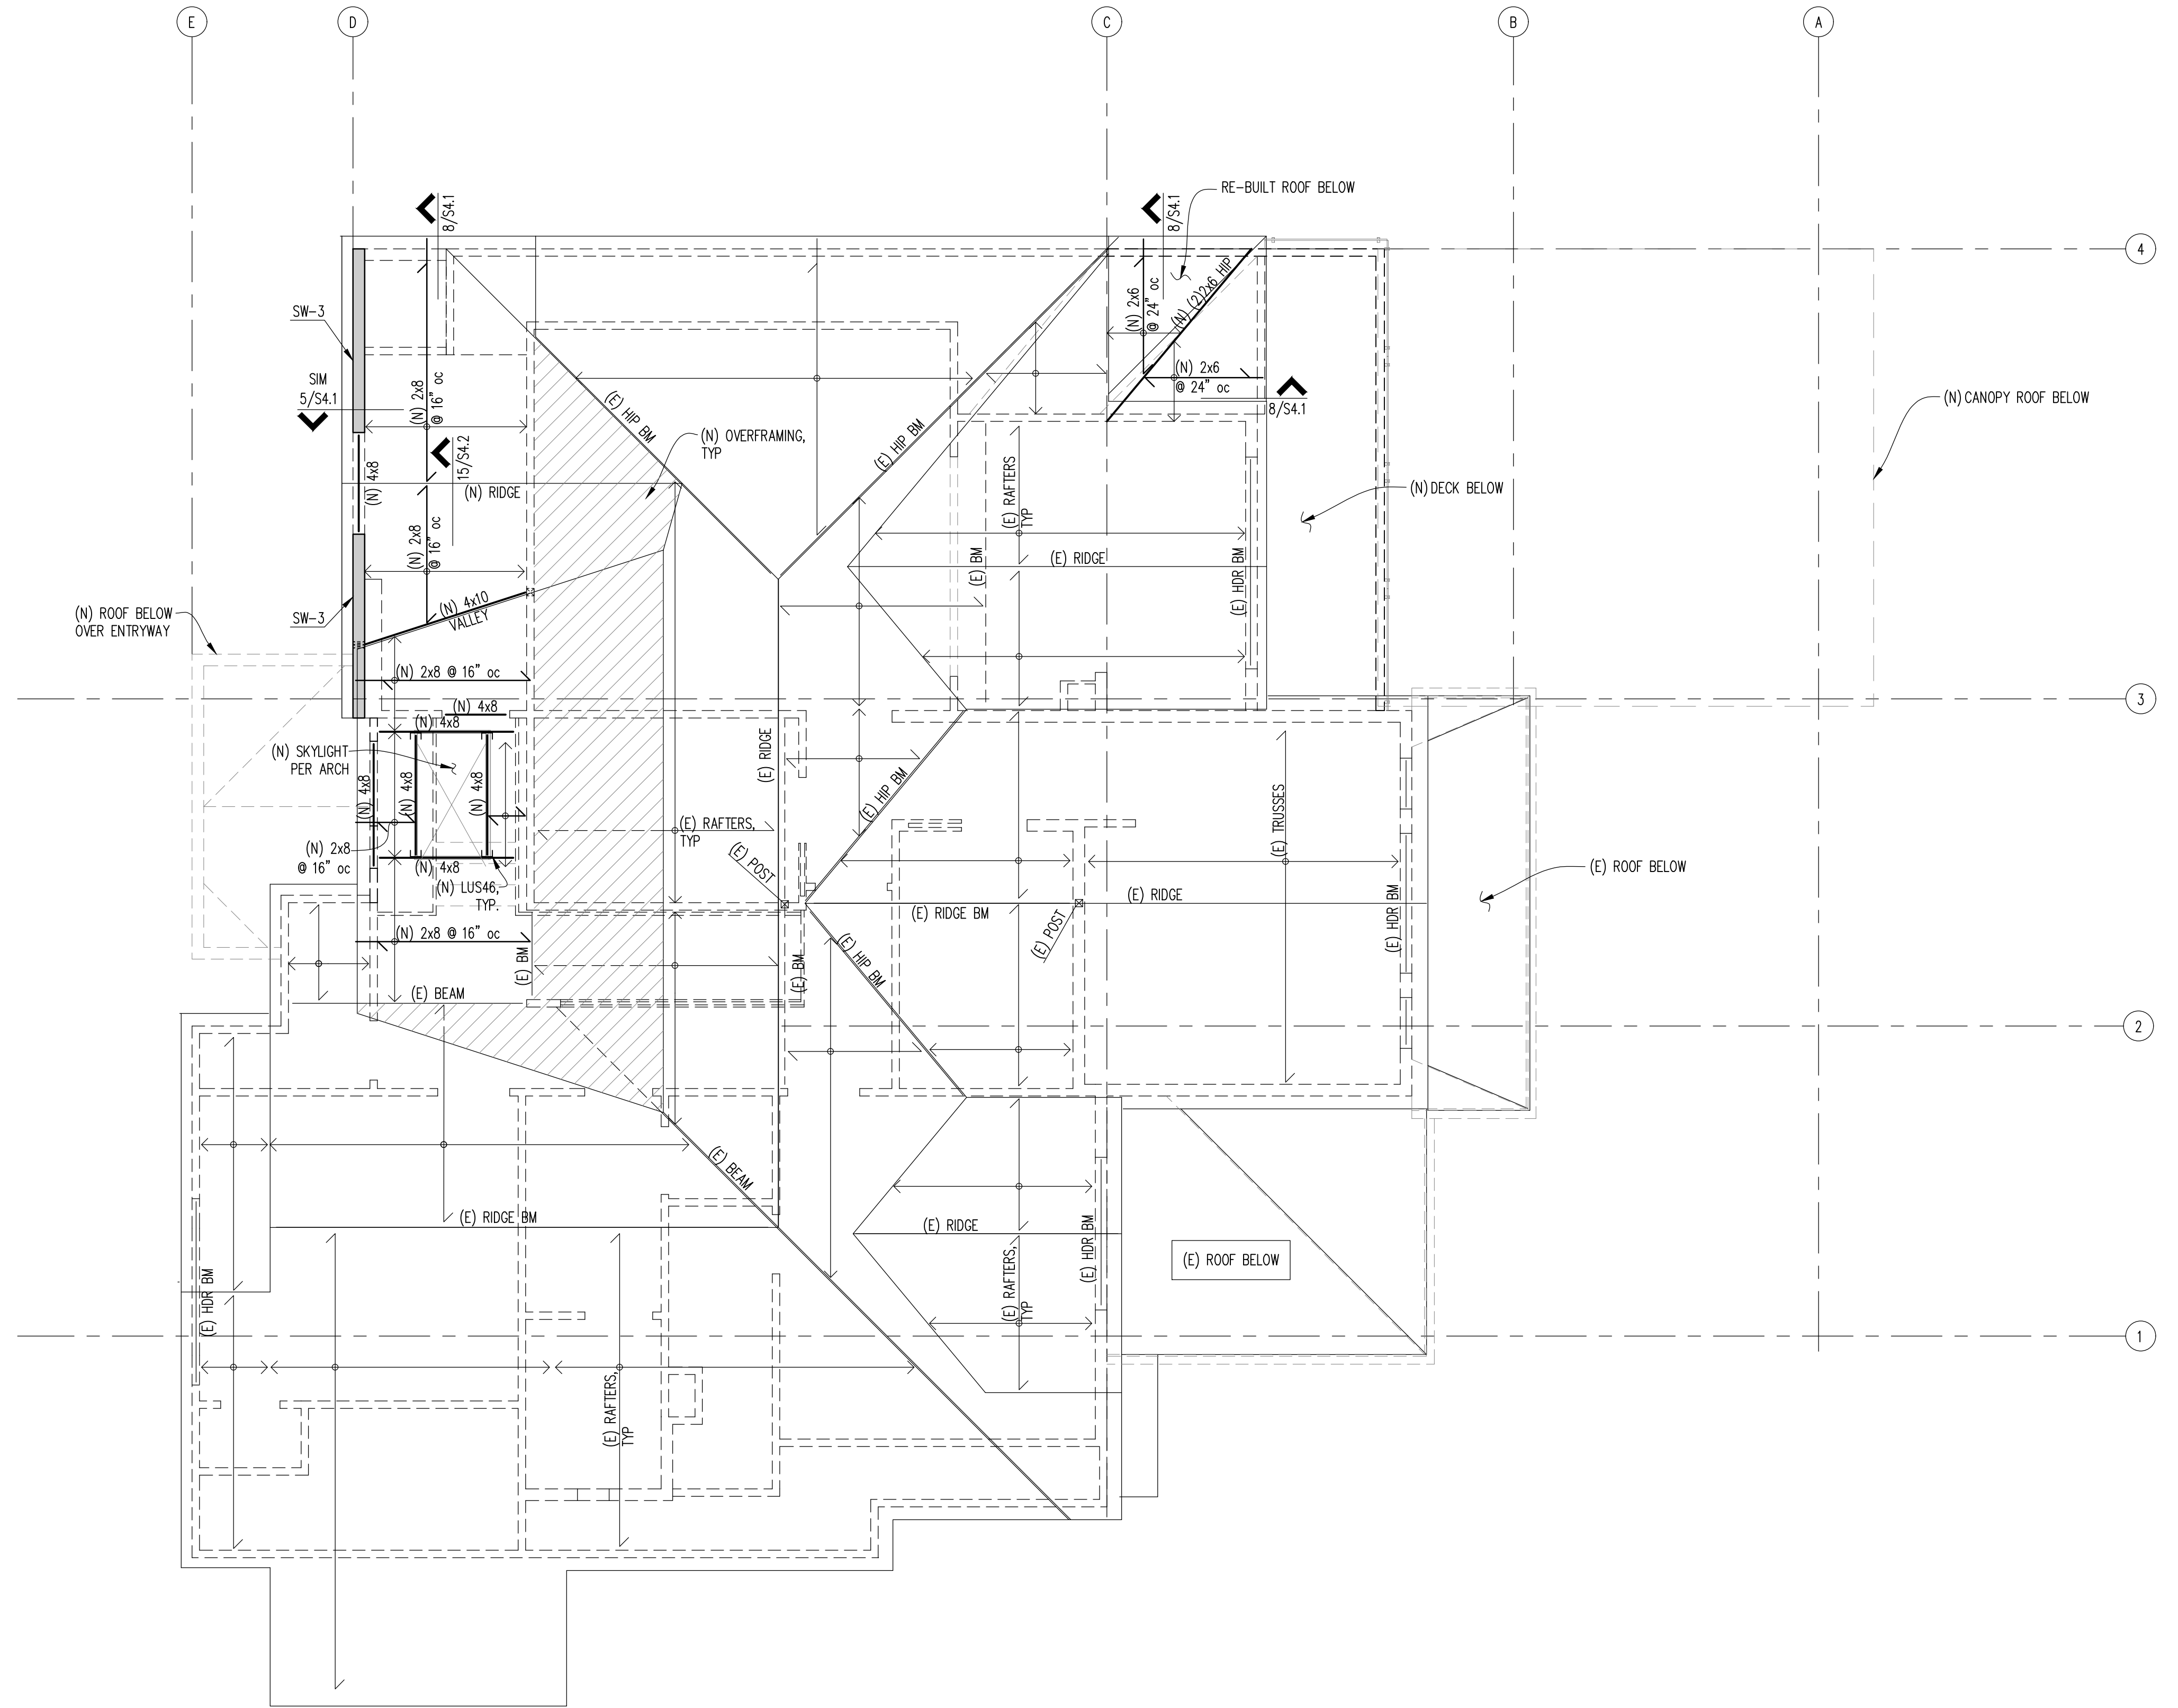 E
D
C
B
A
4
3
2
1
8/S4.1
8/S4.1
RE-BUILT ROOF BELOW
SW-3
SIM
5/S4.1
(N) 2x8
@ 16" oc
15/S4.2
(N) 4x8
(N) RIDGE
(N) 2x8
@ 16" oc
(E) HIP BM
(N) OVERFRAMING,
TYP
(E) HIP BM
(N) 2x6
@ 24" oc
(N) (2)2x6 HIP
(N) 2x6
@ 24" oc
8/S4.1
(N) CANOPY ROOF BELOW
(E) RAFTERS
TYP
(N) DECK BELOW
(E) BM
(E) RIDGE
(E) HDR BM
(N) ROOF BELOW
OVER ENTRYWAY
SW-3
(N) 4x10
VALLEY
(N) 2x8 @ 16" oc
(N) 4x8
(N) 4x8
(N) SKYLIGHT
PER ARCH
(N) 4x8
(N) 4x8
(N) 4x8
(N) 2x8
@ 16" oc
(N) 4x8
(N) LUS46,
TYP.
(E) RIDGE
(E) RAFTERS,
TYP
(E) POST
(E) HIP BM
(E) TRUSSES
(E) RIDGE BM
(E) POST
(E) RIDGE
(E) HDR BM
(E) ROOF BELOW
(N) 2x8 @ 16" oc
(E) BM
(E) BM
(E) HIP BM
(E) BEAM
(E) BEAM
(E) RIDGE BM
(E) HDR BM
(E) RIDGE
(E) RAFTERS,
TYP
(E) HDR BM
(E) ROOF BELOW
(E) RAFTERS,
TYP